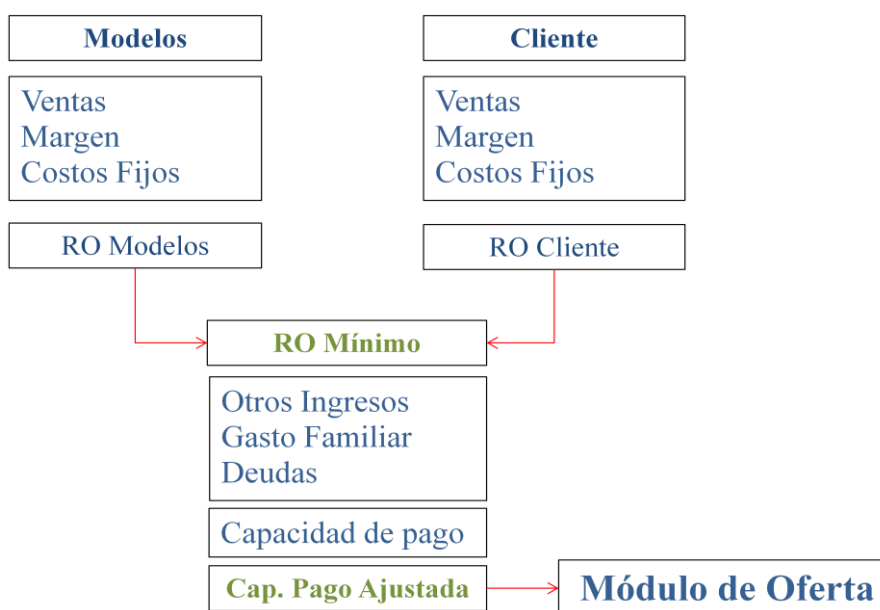 Modelos
Ventas
Margen
Costos Fijos
RO Modelos
Cliente
Ventas
Margen
Costos Fijos
RO Cliente
RO Mínimo
Otros Ingresos
Gasto Familiar
Deudas
Capacidad de pago
Cap. Pago Ajustada
Módulo de Oferta